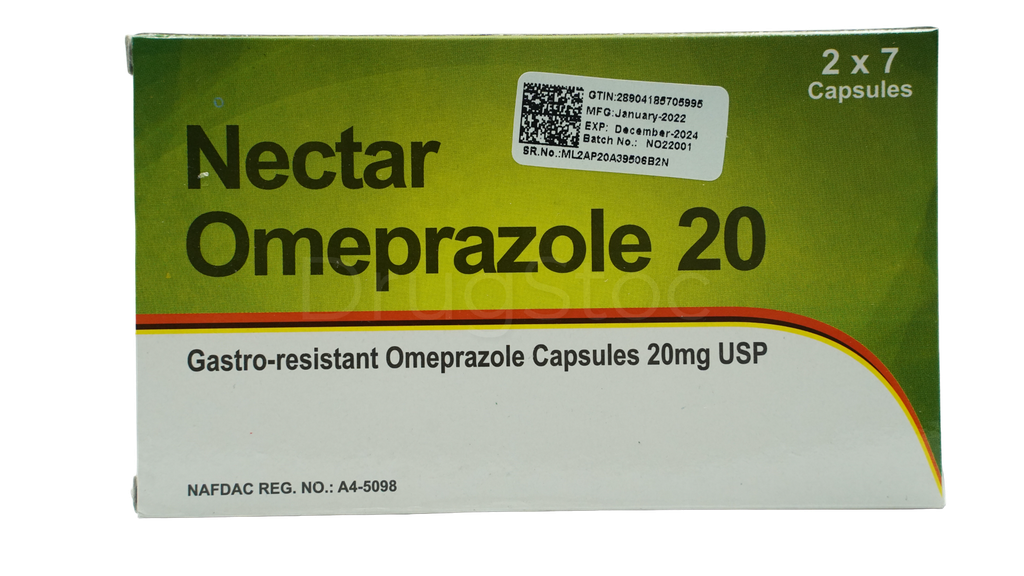 2 x 7
Capsules
GTIN:28904185705995
MFG:January-2022
EXP: December-2024
Batch No.: NO22001
SR.No.:ML2AP20A39506B2N
Nectar
Omeprazole 20
DrugStoc
Gastro-resistant Omeprazole Capsules 20mg USP
NAFDAC REG. NO.: A4-5098